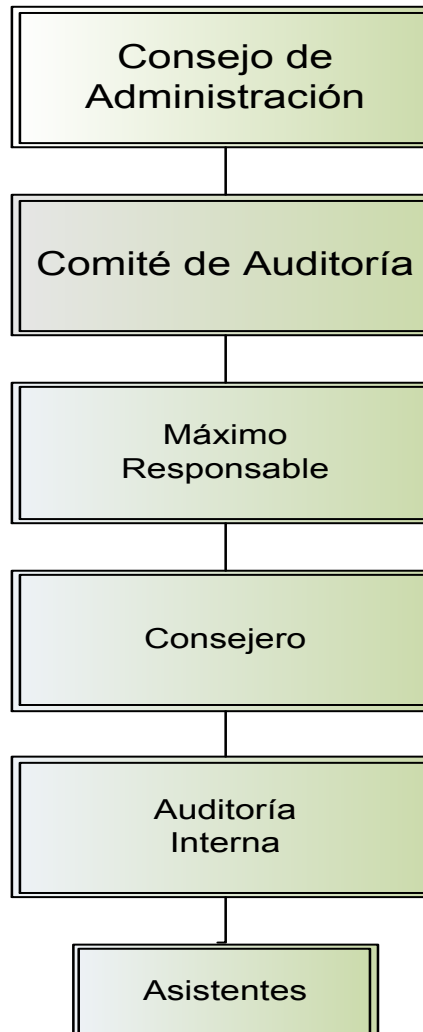 Consejo de
Administración
Comité de Auditoría
Máximo
Responsable
Consejero
Auditoría
Interna
Asistentes